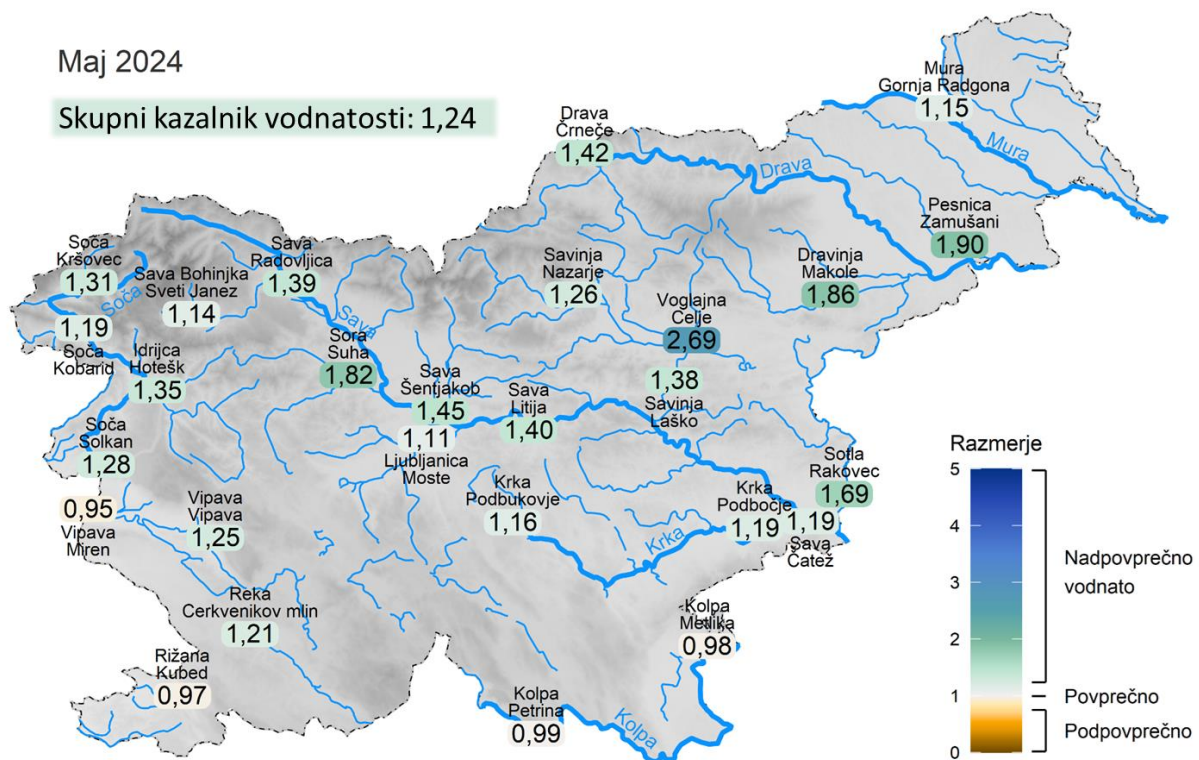 Maj 2024
Skupni kazalnik vodnatosti: 1,24
Mura
Gornja Radgona
1,15
Mura
Drava
Črneče
1,42
Drava
Pesnica
Zamušani
1,90
Soča
Kršovec
1,31
Soča
Sava Bohinjka
Sveti Janez
1,14
Sava
Radovljica
1,39
Sava
Savinja
Nazarje
1,26
Dravinja
Makole
1,86
Voglajna
Celje
2,69
1,19
Soča
Kobarid
Idrijca
Hotešk
1,35
Sora
Suha
1,82
Sava
Šentjakob
1,45
1,11
Ljubljanica
Moste
Sava
Litija
1,40
1,38
Savinja
Laško
Soča
Solkan
1,28
0,95
Vipava
Miren
Vipava
Vipava
1,25
Krka
Podbukovje
1,16
Krka
Krka
Podbočje
1,19
1,19
Sava
Čatež
Sotla
Rakovec
1,69
Reka
Cerkvenikov mlin
1,21
Rižana
Kubed
0,97
Kolpa
Metlika
0,98
Kolpa
Petrina
0,99
Kolpa
Razmerje
5
4
3
2
1
0
Nadpovprečno
vodnato
Povprečno
Podpovprečno